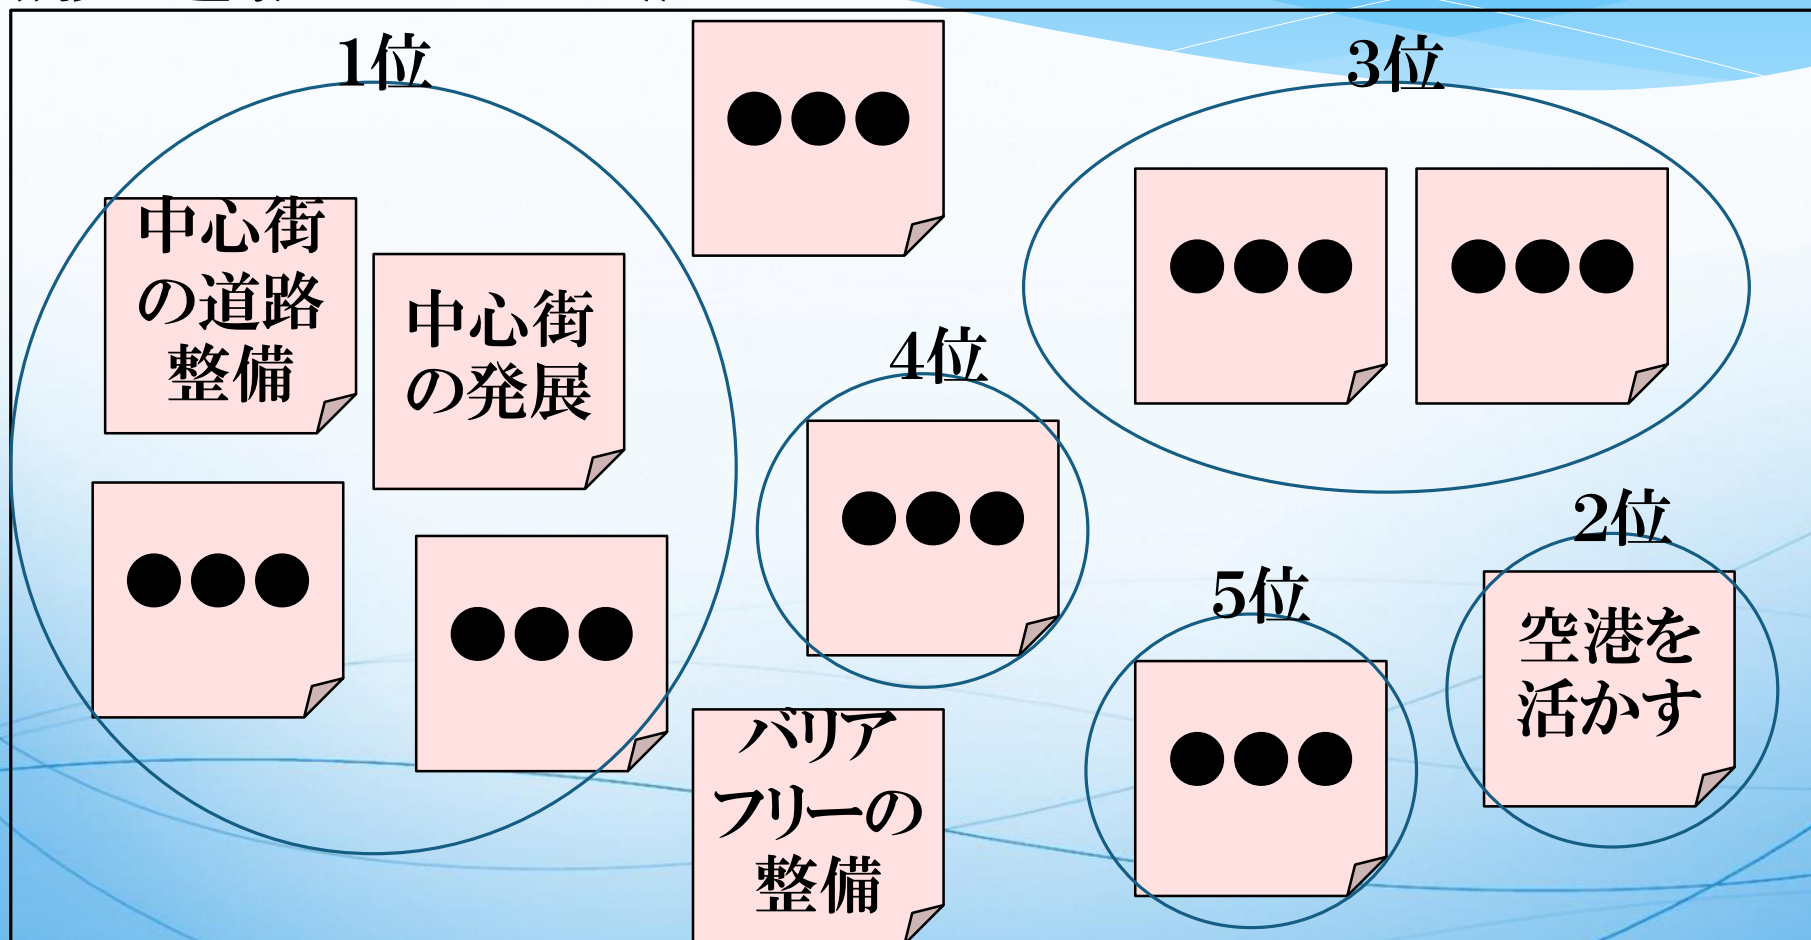 1位
中心街
の道路
整備
中心街
の発展
●●●
●●●
●●●
3位
●●●
●●●
4位
●●●
5位
●●●
2位
空港を
活かす
バリア
フリーの
整備